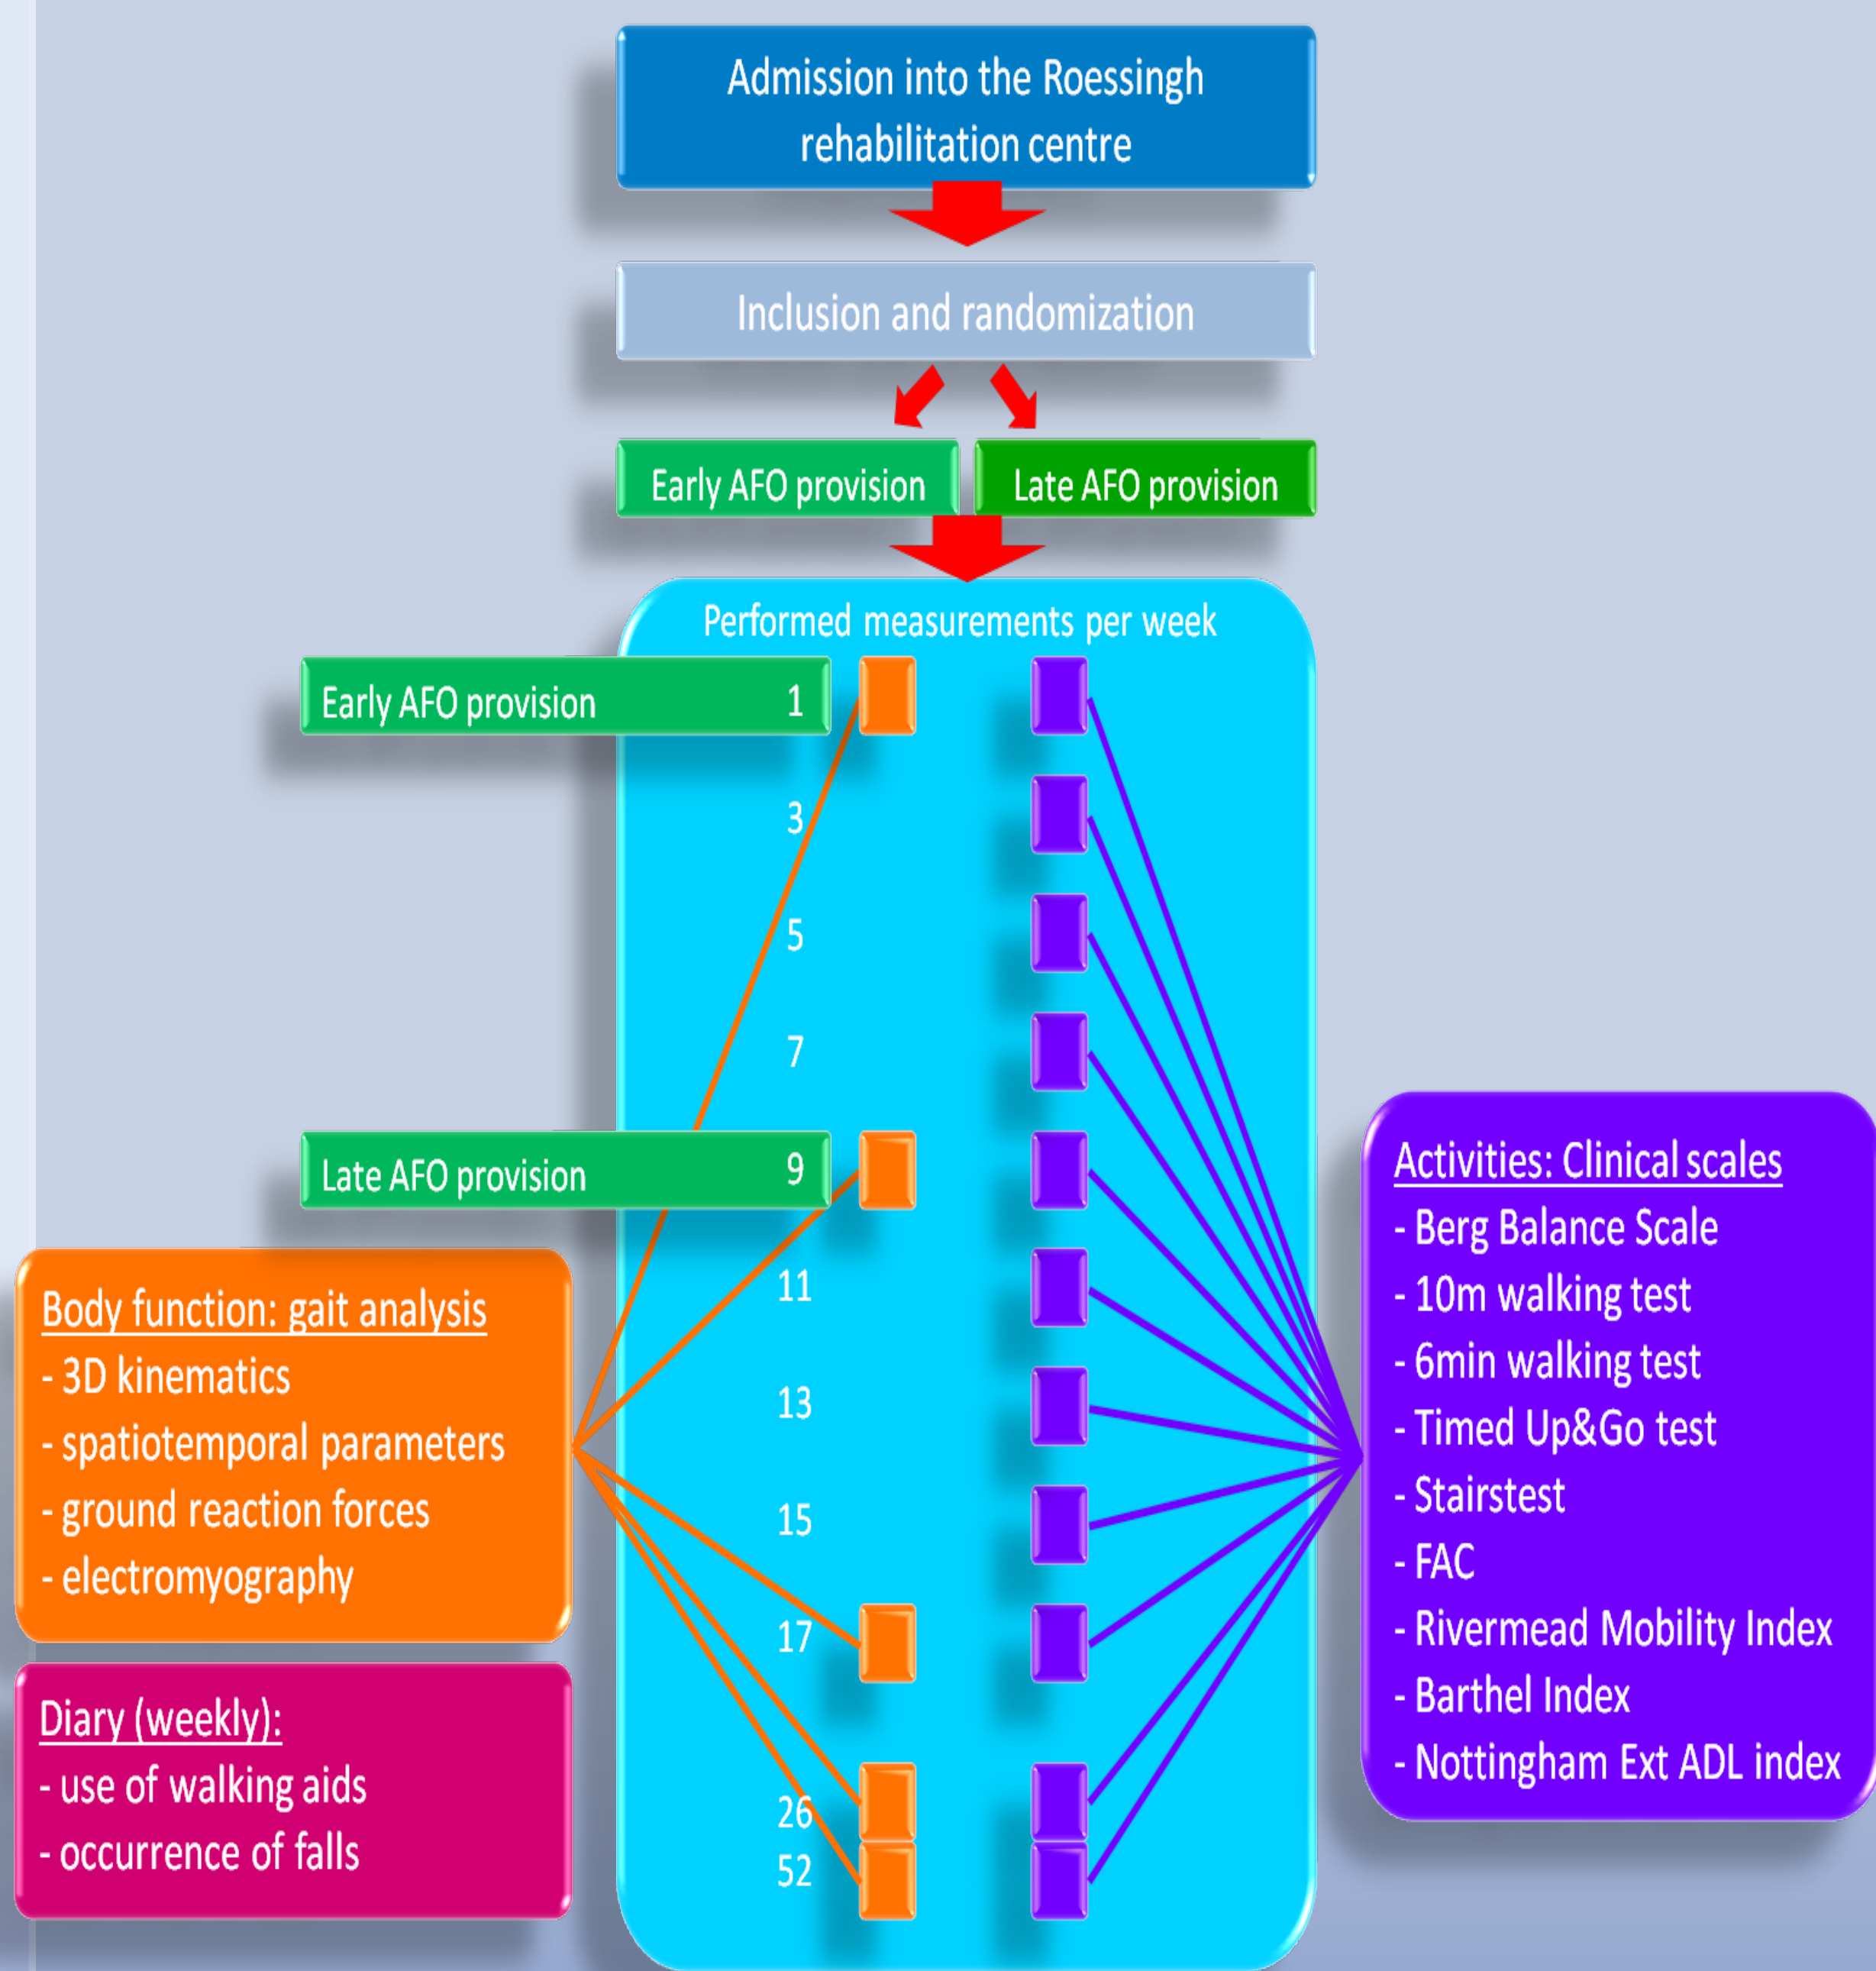 Admission into the Roessingh
rehabilitation centre
Inclusion and randomization
Early AFO provision
Late AFO provision
Performed measurements per week
Early AFO provision 1
3
5
7
Late AFO provision 9
11
13
15
17
26
52
Body function: gait analysis
- 3D kinematics
- spatiotemporal parameters
- ground reaction forces
- electromyography
Diary (weekly):
- use of walking aids
- occurrence of falls
Activities: Clinical scales
- Berg Balance Scale
- 10m walking test
- 6min walking test
- Timed Up&Go test
- Stairstest
- FAC
- Rivermead Mobility Index
- Barthel Index
- Nottingham Ext ADL index